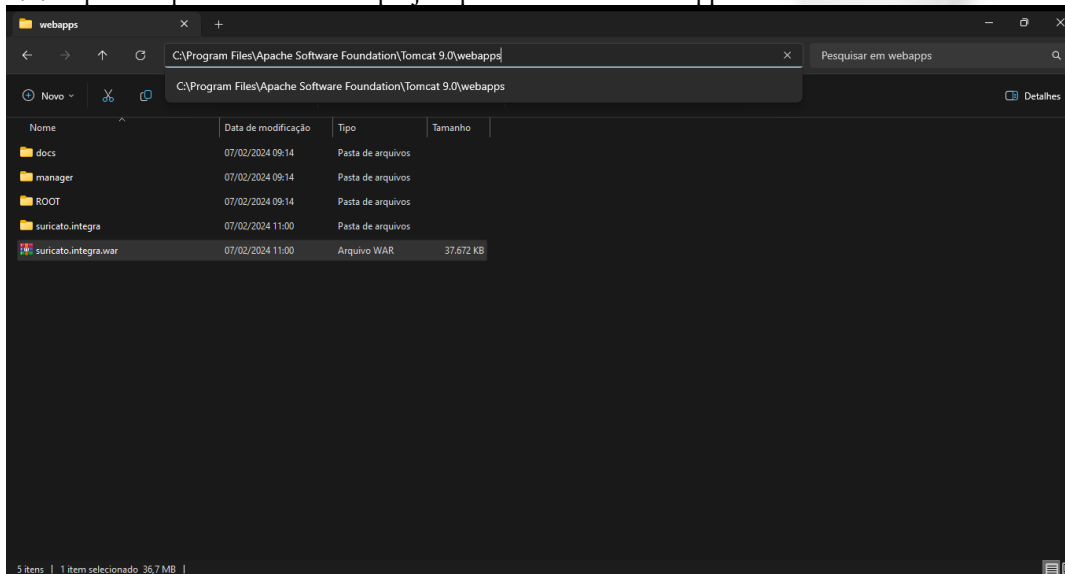 webapps
C:\Program Files\Apache Software Foundation\Tomcat 9.0\webapps
Pesquisar em webapps
C:\Program Files\Apache Software Foundation\Tomcat 9.0\webapps
Novo
Detalhes
Nome Data de modificação Tipo Tamanho
docs 07/02/2024 09:14 Pasta de arquivos
manager 07/02/2024 09:14 Pasta de arquivos
ROOT 07/02/2024 09:14 Pasta de arquivos
suricato.integra 07/02/2024 11:00 Pasta de arquivos
suricato.integra.war 07/02/2024 11:00 Arquivo WAR 37.672 KB
5 itens | 1 item selecionado 36,7 MB |